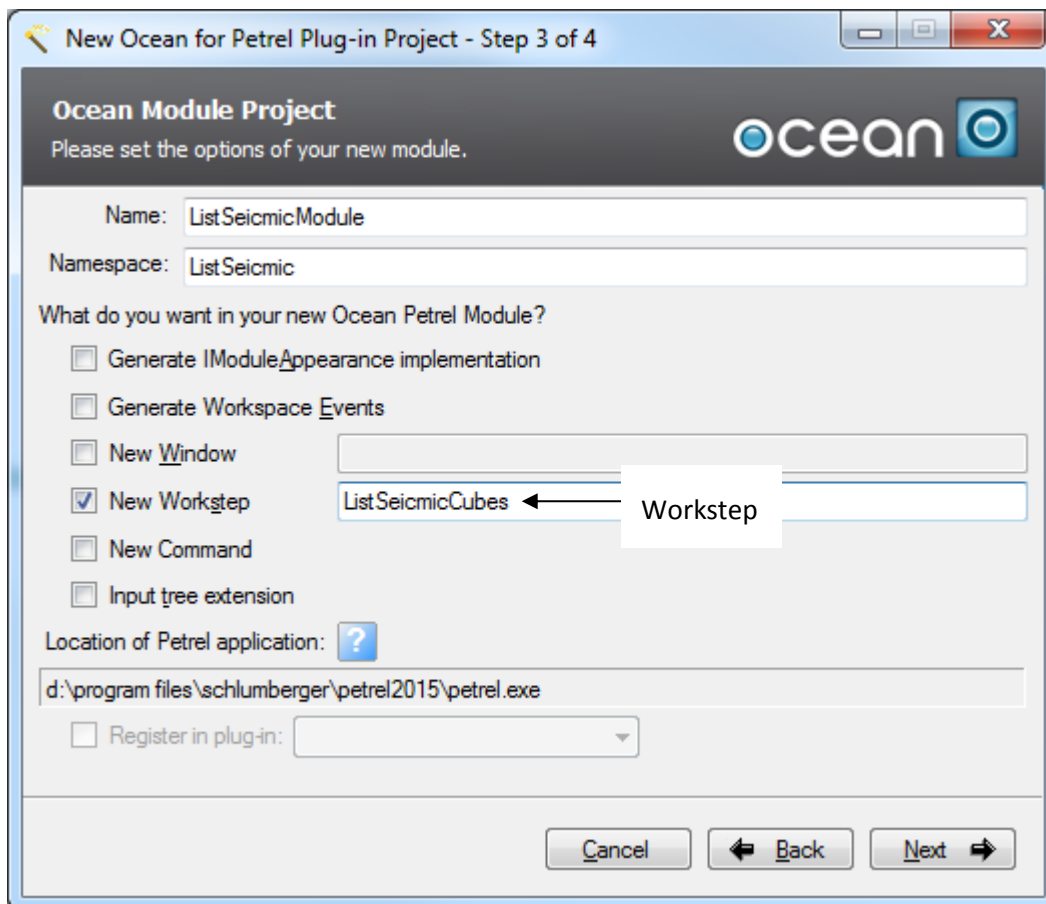 New Ocean for Petrel Plug-in Project - Step 3 of 4
Ocean Module Project
Please set the options of your new module.
ocean
Name: ListSeicmicModule
Namespace: ListSeicmic
What do you want in your new Ocean Petrel Module?
Generate IModuleAppearance implementation
Generate Workspace Events
New Window
New Workstep ListSeicmicCubes Workstep
New Command
Input tree extension
Location of Petrel application: ?
d:\program files\schlumberger\petrel2015\petrel.exe
Register in plug-in:
Cancel Back Next